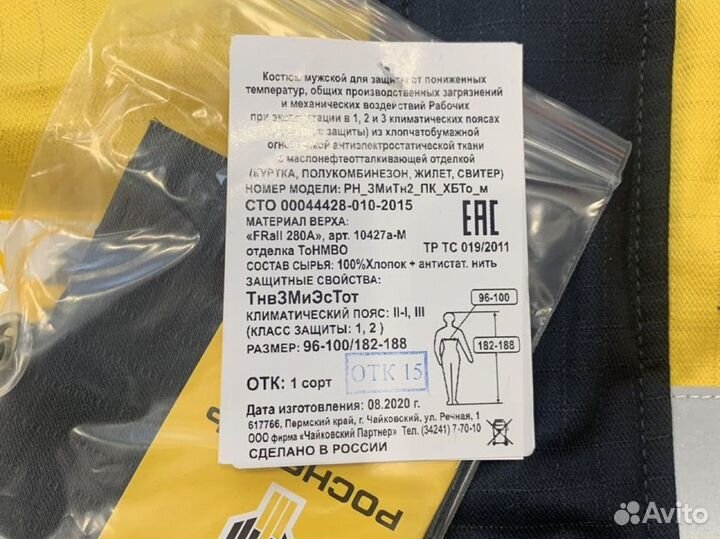 Костюм мужской для защиты от пониженных
температур, общих производственных загрязнений
и механических воздействий Рабочих
при эксплуатации в 1, 2 и 3 климатических поясах
защиты) из хлопчатобумажной
антиэлектростатической ткани
с маслонефтеотталкивающей отделкой
(КУРТКА, ПОЛУКОМБИНЕЗОН, ЖИЛЕТ, СВИТЕР)
НОМЕР МОДЕЛИ: РН_ЗМиТн2_ПК_ХБТо_м
СТО 00044428-010-2015
EAC
МАТЕРИАЛ ВЕРХА:
«FRall 280A», арт. 10427а-М
отделка ТоНМВО
ТР ТС 019/2011
СОСТАВ СЫРЬЯ: 100%Хлопок + антистат. нить
ЗАЩИТНЫЕ СВОЙСТВА:
ТнвЗМиЭсТот
КЛИМАТИЧЕСКИЙ ПОЯС: II-I, III
(КЛАСС ЗАЩИТЫ: 1, 2 )
РАЗМЕР: 96-100/182-188
96-100
182-188
ОТК: 1 сорт
ОТК 15
Дата изготовления: 08.2020 г.
617766, Пермский край, г. Чайковский, ул. Речная, 1
ООО фирма «Чайковский Партнер» Тел. (34241) 7-70-10
СДЕЛАНО В РОССИИ
РОСН
Avito